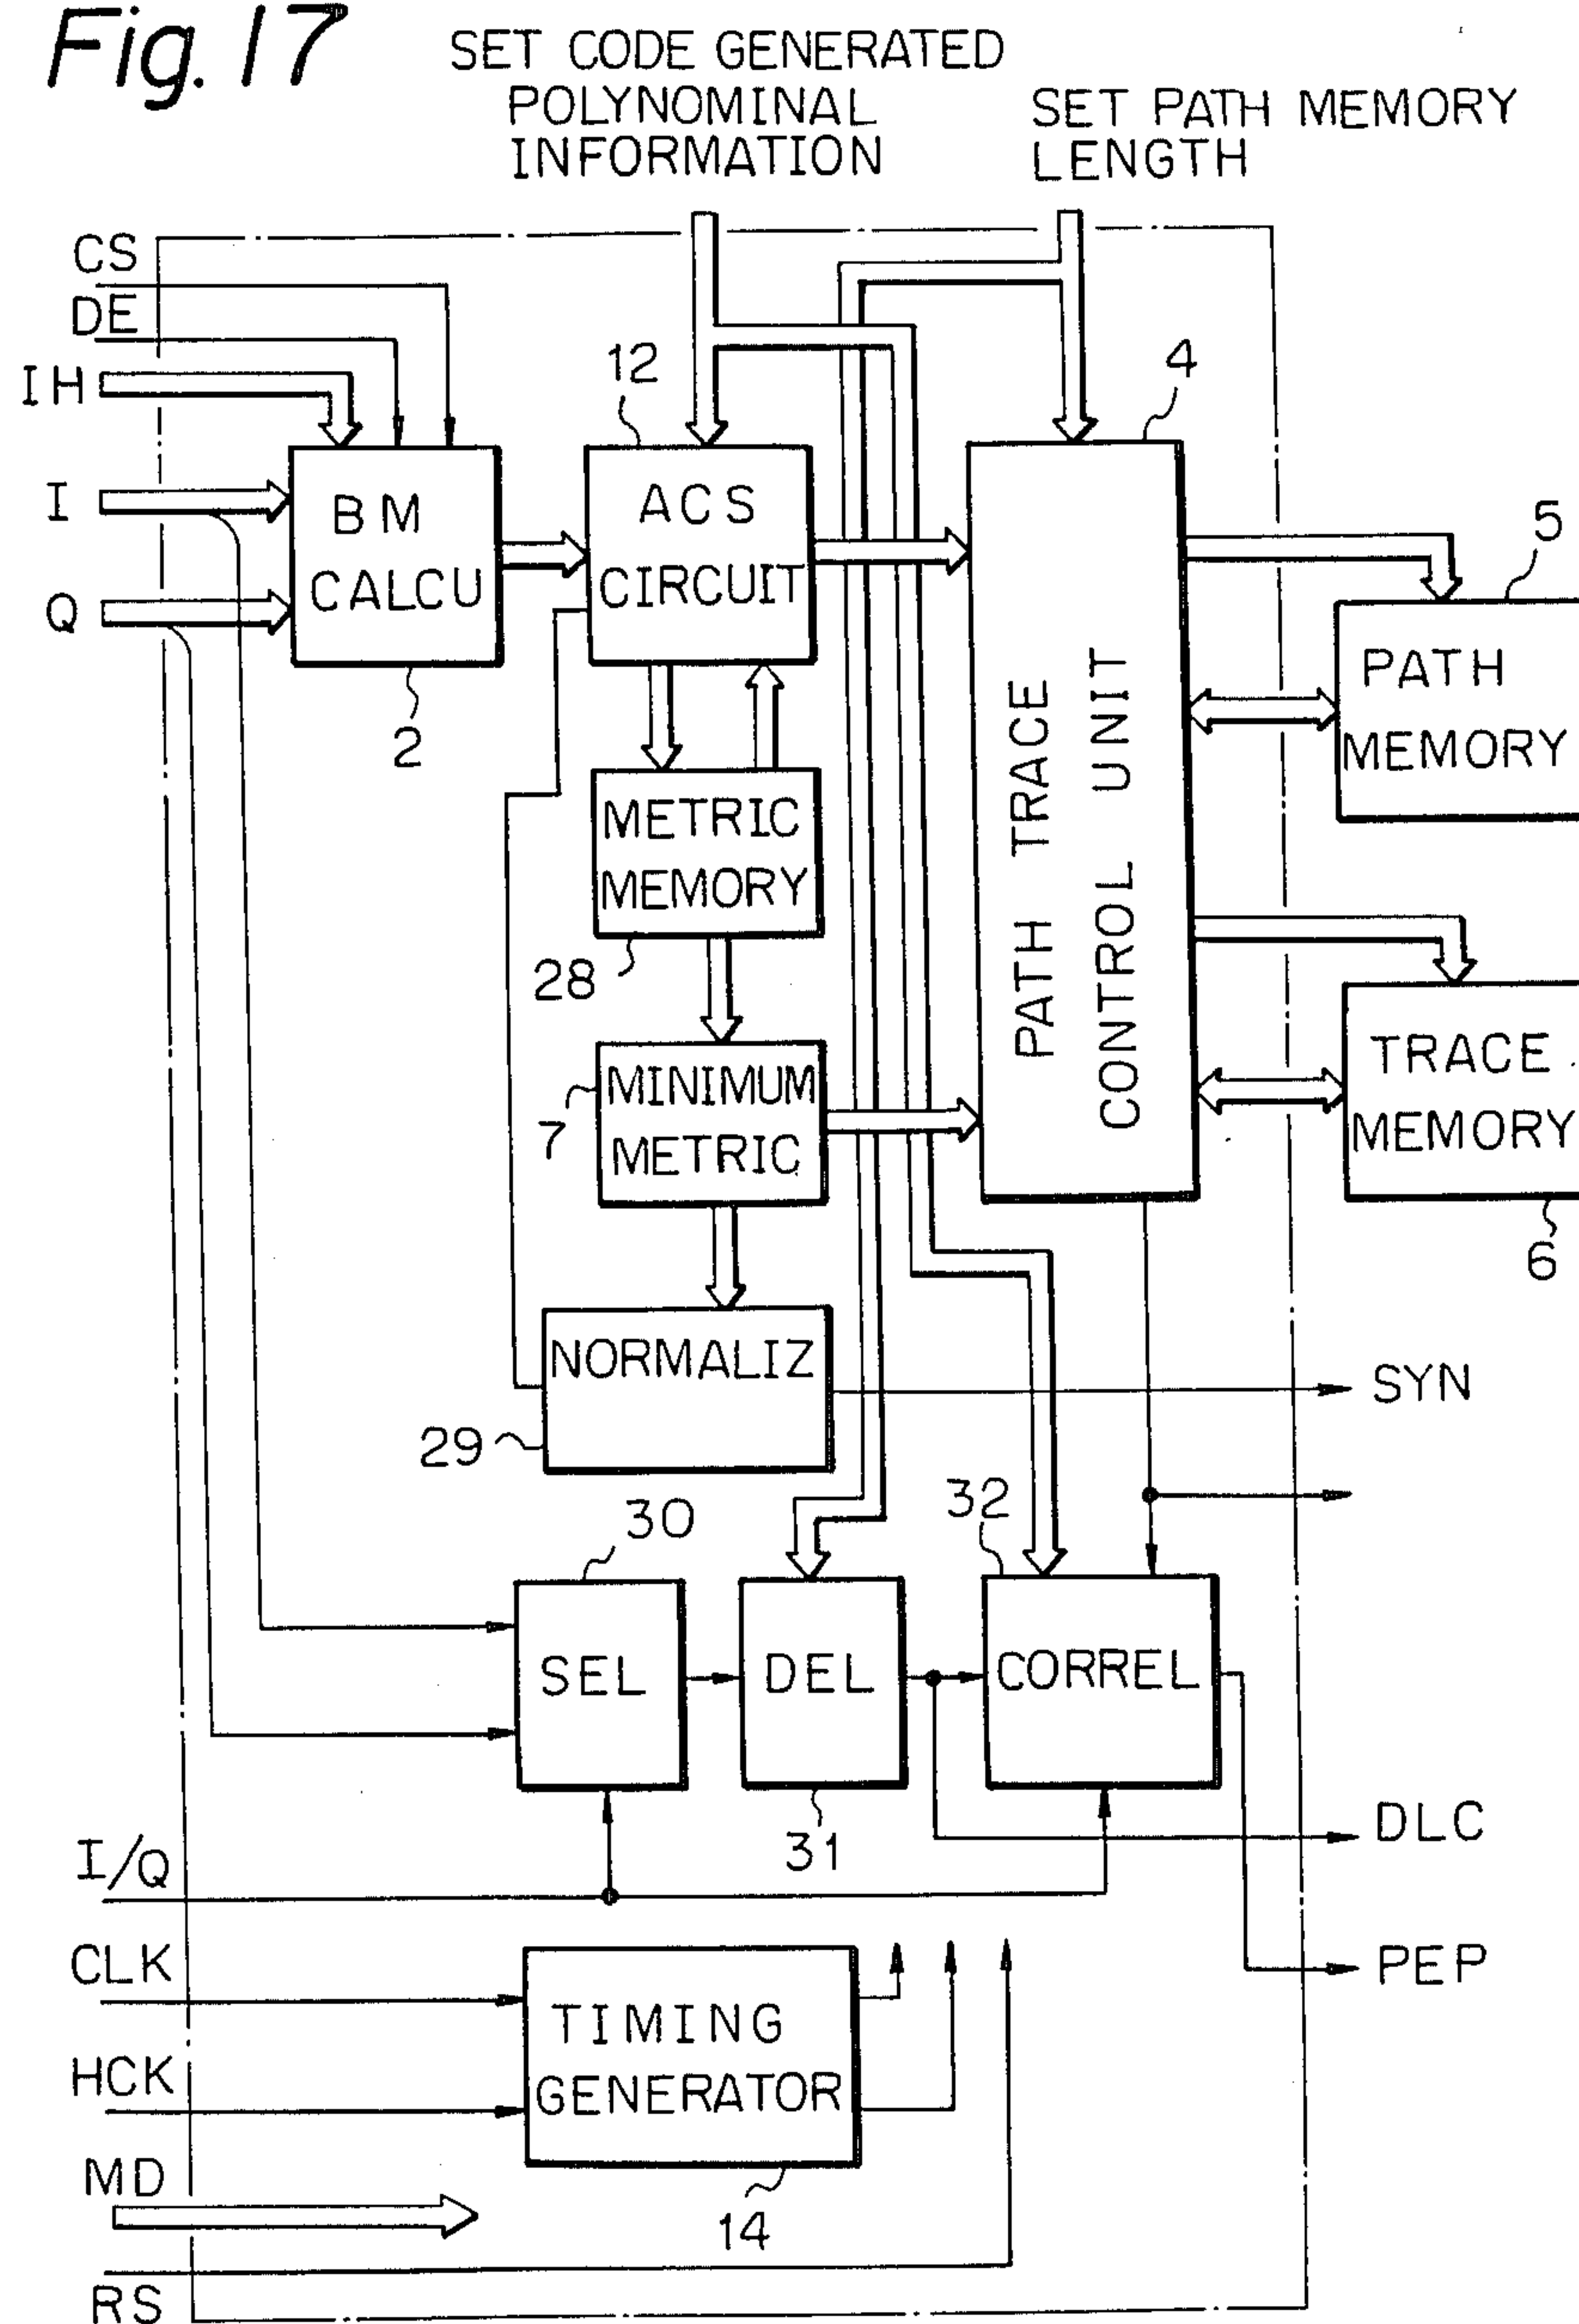 Fig. 17
SET CODE GENERATED
POLYNOMINAL
INFORMATION
SET PATH MEMORY
LENGTH
CS
DE
IH
I
Q
12
4
5
BM
CALCU
2
ACS
CIRCUIT
PATH TRACE
CONTROL UNIT
PATH
MEMORY
METRIC
MEMORY
28
MINIMUM
METRIC
7
TRACE
MEMORY
6
NORMALIZ
29
SYN
30
32
SEL
DEL
CORREL
31
DLC
I/Q
PEP
CLK
HCK
TIMING
GENERATOR
MD
14
RS